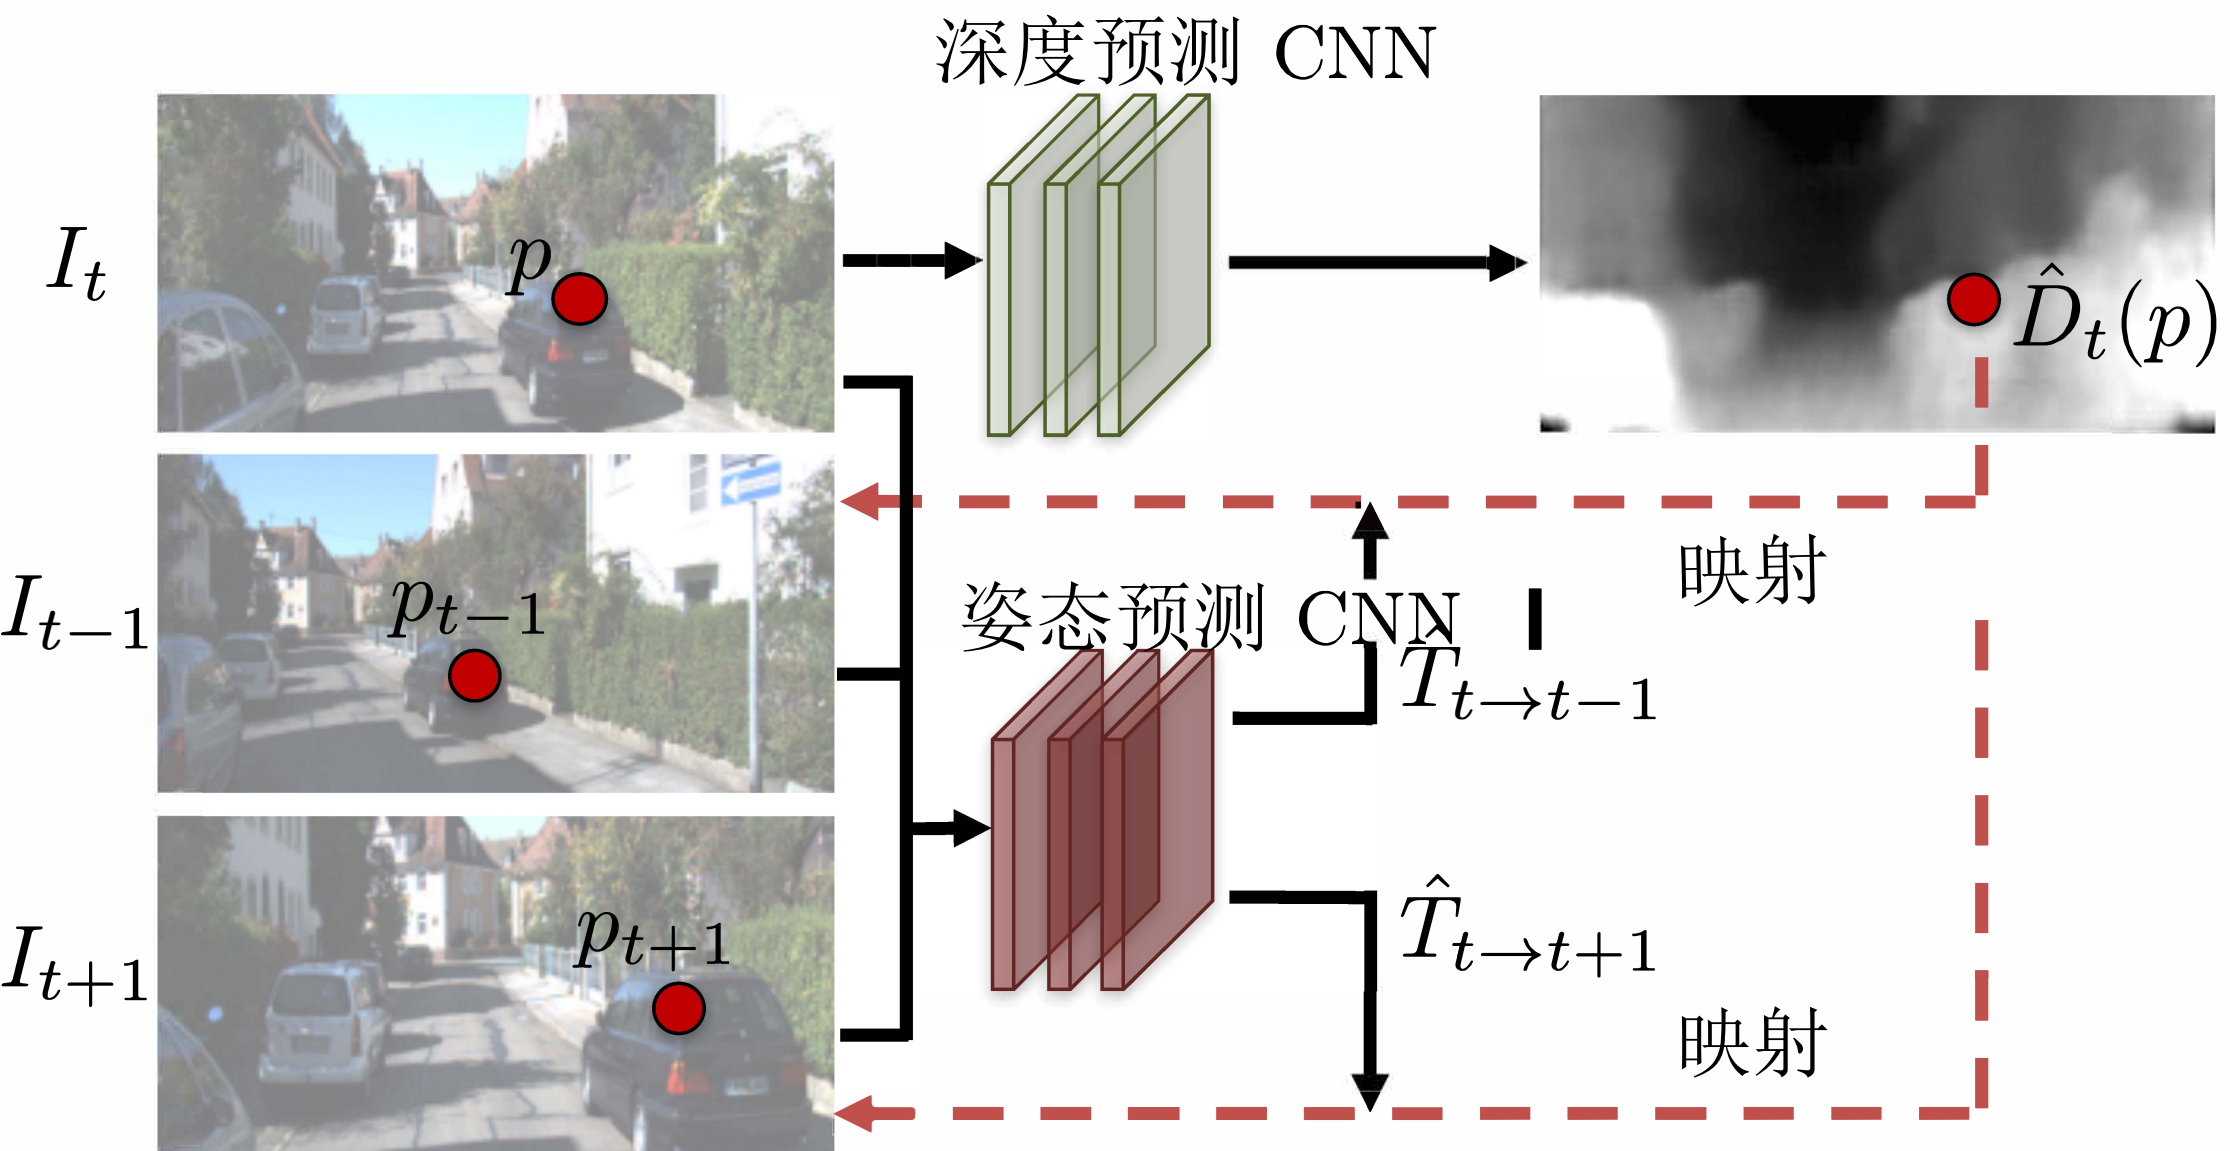 深度预测 CNN
I_t
p
D̂_t(p)
映射
姿态预测 CNN
I_{t-1}
p_{t-1}
T̂_{t→t-1}
I_{t+1}
p_{t+1}
T̂_{t→t+1}
映射